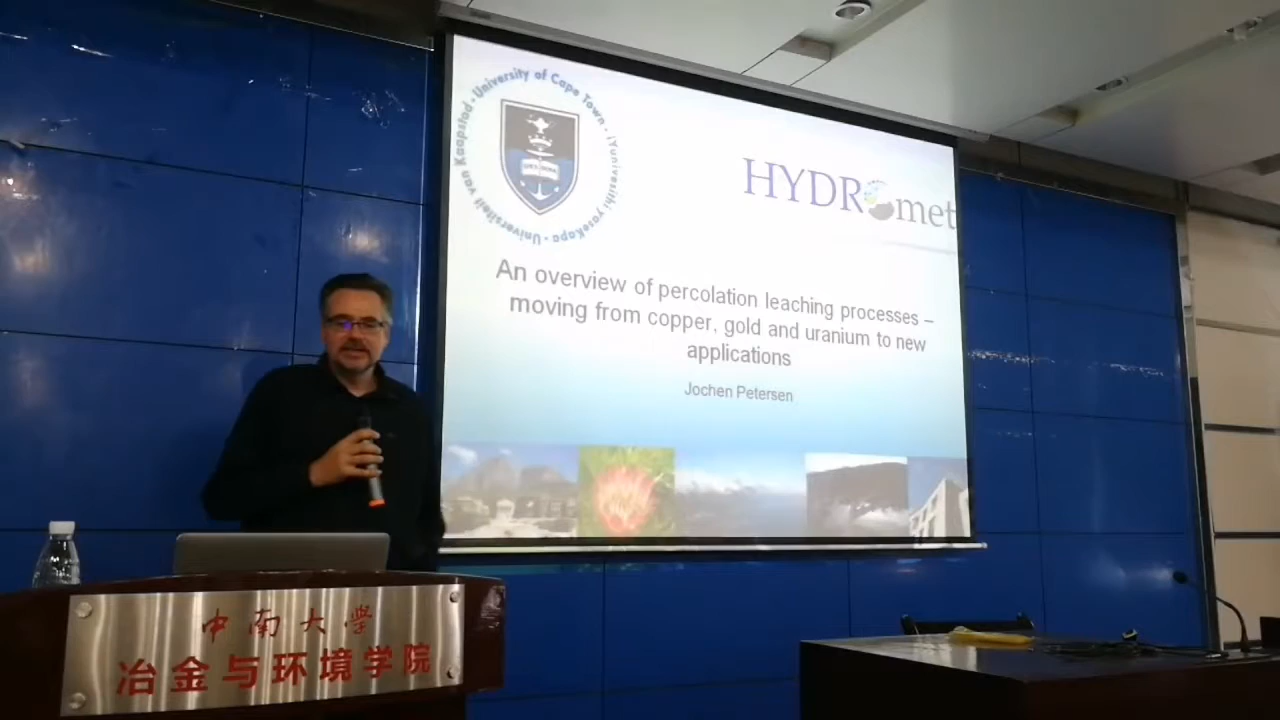 University of Cape Town · iYunivesithi yaseKapa · Universiteit van Kaapstad ·
HYDROmet
An overview of percolation leaching processes –
moving from copper, gold and uranium to new
applications
Jochen Petersen
中南大学
冶金与环境学院